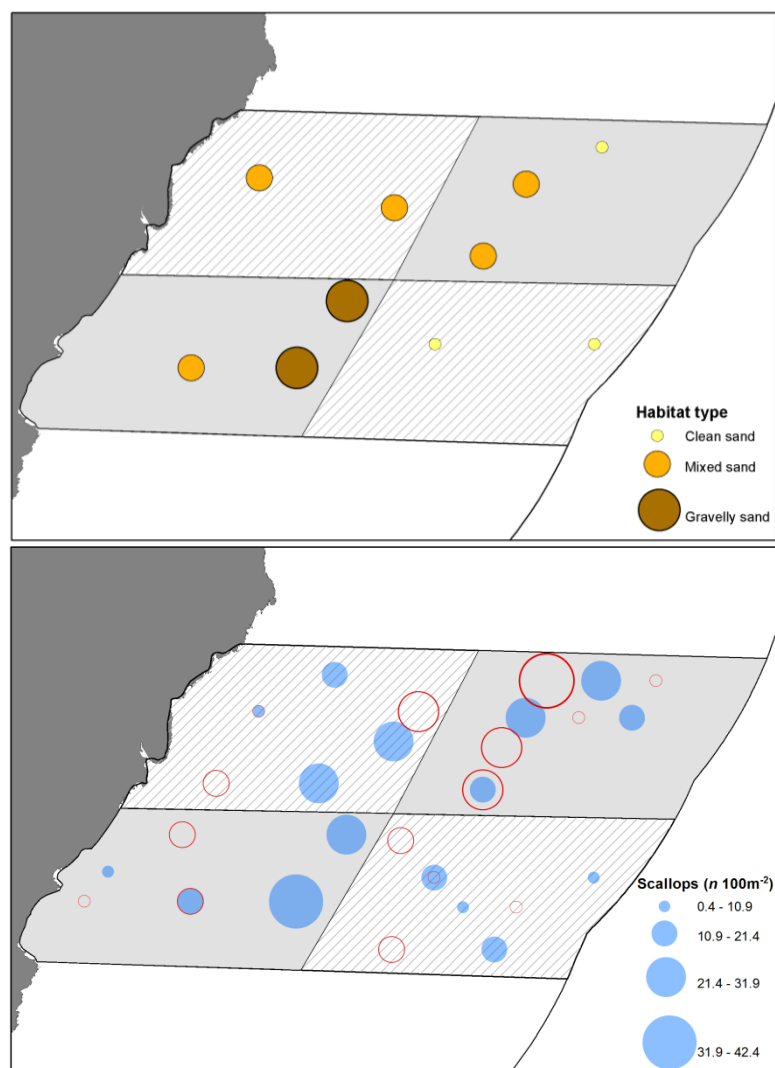 Habitat type
Clean sand
Mixed sand
Gravelly sand
Scallops (n 100m⁻²)
0.4 - 10.9
10.9 - 21.4
21.4 - 31.9
31.9 - 42.4